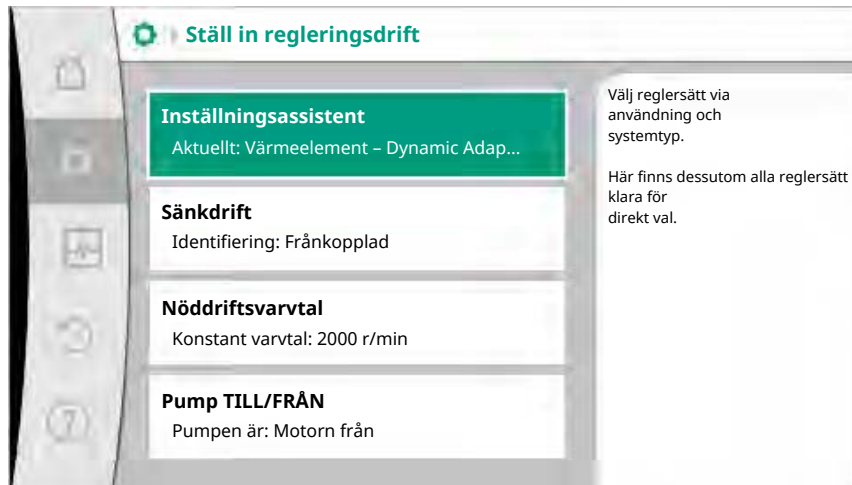 Ställ in regleringsdrift
Inställningsassistent
Aktuellt: Värmeelement – Dynamic Adap...
Sänkdrift
Identifiering: Frånkopplad
Nöddriftsvarvtal
Konstant varvtal: 2000 r/min
Pump TILL/FRÅN
Pumpen är: Motorn från
Välj reglersätt via
användning och
systemtyp.
Här finns dessutom alla reglersätt
klara för
direkt val.